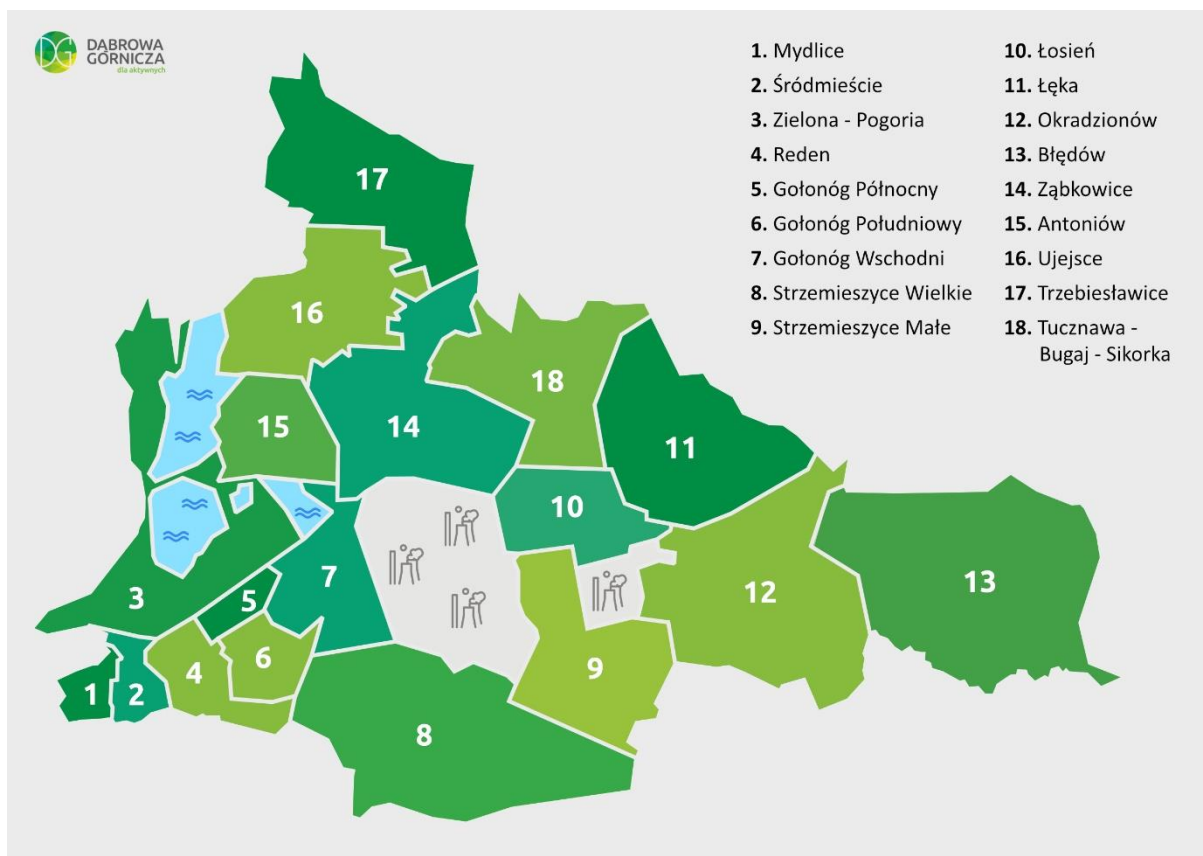 DĄBROWA
GÓRNICZA
dla aktywnych
1. Mydlice
2. Śródmieście
3. Zielona - Pogoria
4. Reden
5. Gołonóg Północny
6. Gołonóg Południowy
7. Gołonóg Wschodni
8. Strzemieszyce Wielkie
9. Strzemieszyce Małe
10. Łosień
11. Łęka
12. Okradzionów
13. Błędów
14. Ząbkowice
15. Antoniów
16. Ujejsce
17. Trzebiesławice
18. Tucznawa -
Bugaj - Sikorka
17
16
18
15
14
11
10
7
5
3
12
13
6
4
9
1
2
8